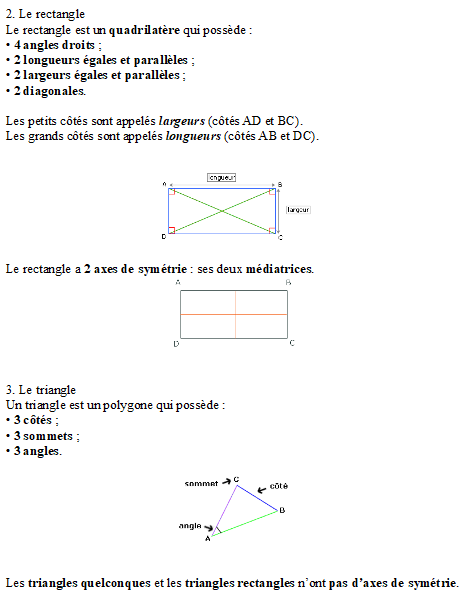 2. Le rectangle
Le rectangle est un quadrilatère qui possède :
• 4 angles droits ;
• 2 longueurs égales et parallèles ;
• 2 largeurs égales et parallèles ;
• 2 diagonales.
Les petits côtés sont appelés largeurs (côtés AD et BC).
Les grands côtés sont appelés longueurs (côtés AB et DC).
longueur
A B
largeur
D C
Le rectangle a 2 axes de symétrie : ses deux médiatrices.
A B
D C
3. Le triangle
Un triangle est un polygone qui possède :
• 3 côtés ;
• 3 sommets ;
• 3 angles.
sommet C
côté
B
angle
A
Les triangles quelconques et les triangles rectangles n'ont pas d'axes de symétrie.